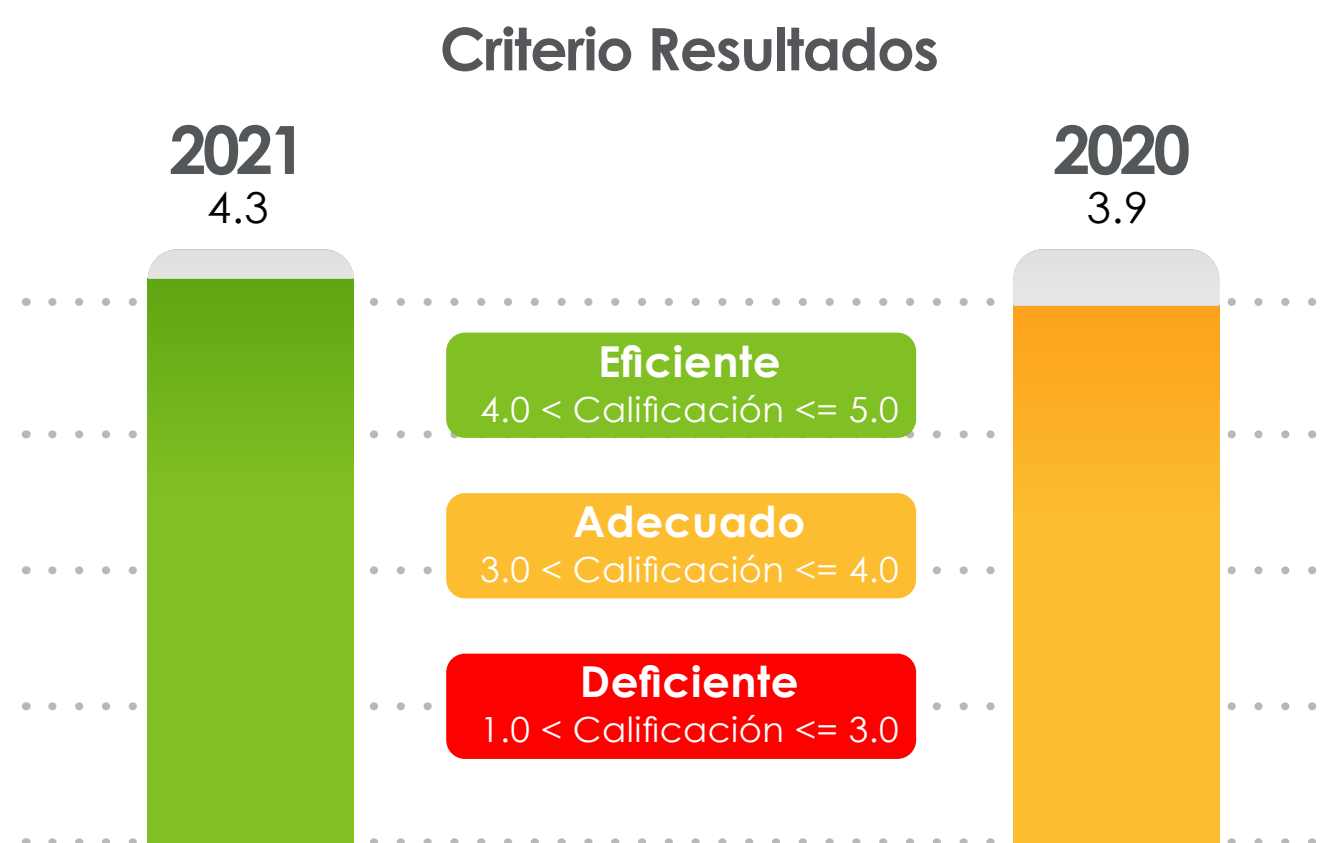 Criterio Resultados
2021
4.3
2020
3.9
Eficiente
4.0 < Calificación <= 5.0
Adecuado
3.0 < Calificación <= 4.0
Deficiente
1.0 < Calificación <= 3.0